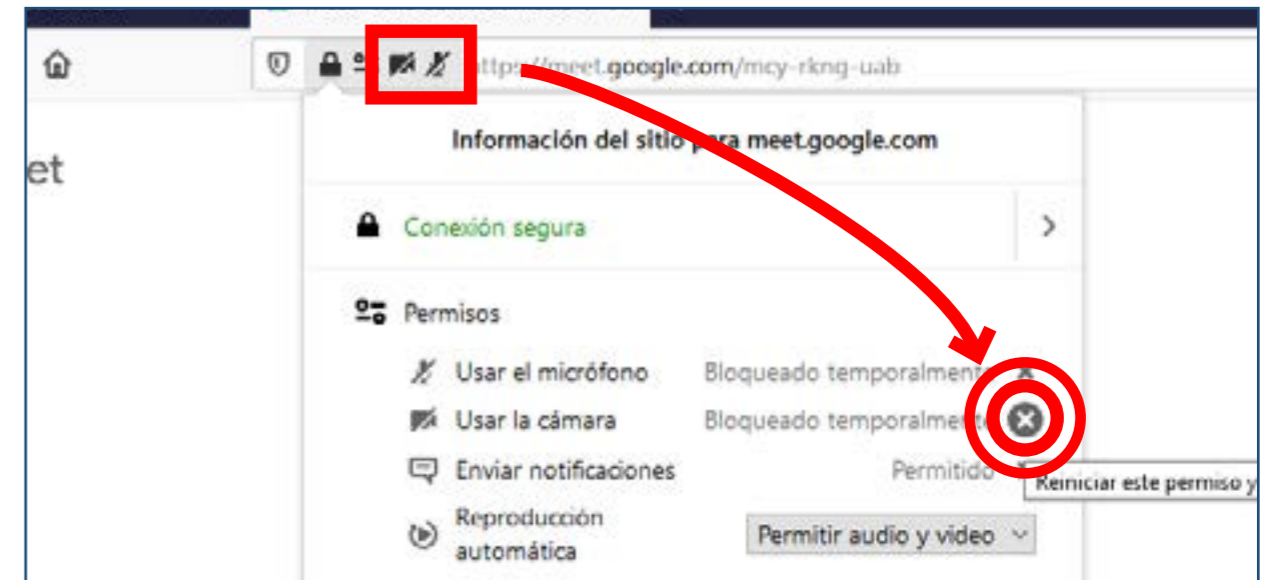 https://meet.google.com/mcy-rkng-uab
et
Información del sitio para meet.google.com
Conexión segura
Permisos
Usar el micrófono Bloqueado temporalmente
Usar la cámara Bloqueado temporalmente
Enviar notificaciones Permitido
Reiniciar este permiso y
Reproducción
automática
Permitir audio y video